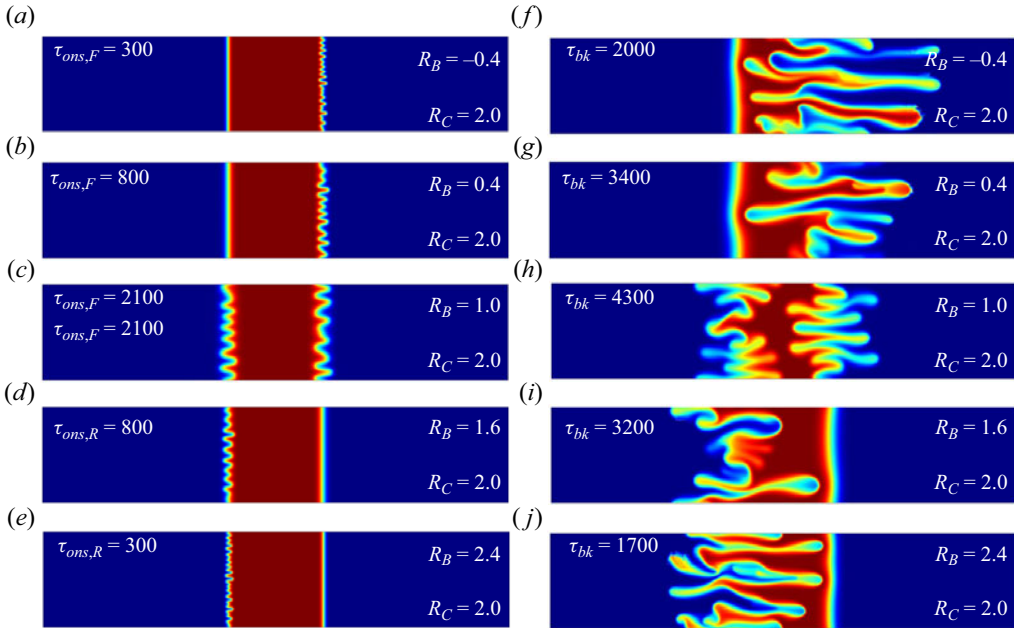 (a)
τons,F = 300
RB = –0.4
RC = 2.0
(b)
τons,F = 800
RB = 0.4
RC = 2.0
(c)
τons,F = 2100
τons,F = 2100
RB = 1.0
RC = 2.0
(d)
τons,R = 800
RB = 1.6
RC = 2.0
(e)
τons,R = 300
RB = 2.4
RC = 2.0
(f)
τbk = 2000
RB = –0.4
RC = 2.0
(g)
τbk = 3400
RB = 0.4
RC = 2.0
(h)
τbk = 4300
RB = 1.0
RC = 2.0
(i)
τbk = 3200
RB = 1.6
RC = 2.0
(j)
τbk = 1700
RB = 2.4
RC = 2.0